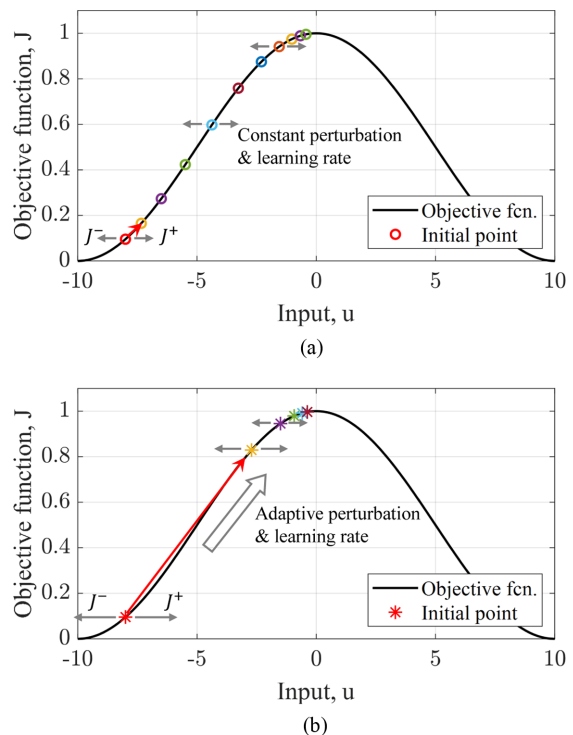 Objective function, J
1
0.8
0.6
0.4
0.2
0
Constant perturbation
& learning rate
J⁻
J⁺
Objective fcn.
Initial point
-10
-5
0
5
10
Input, u
(a)
Objective function, J
1
0.8
0.6
0.4
0.2
0
Adaptive perturbation
& learning rate
J⁻
J⁺
Objective fcn.
Initial point
-10
-5
0
5
10
Input, u
(b)